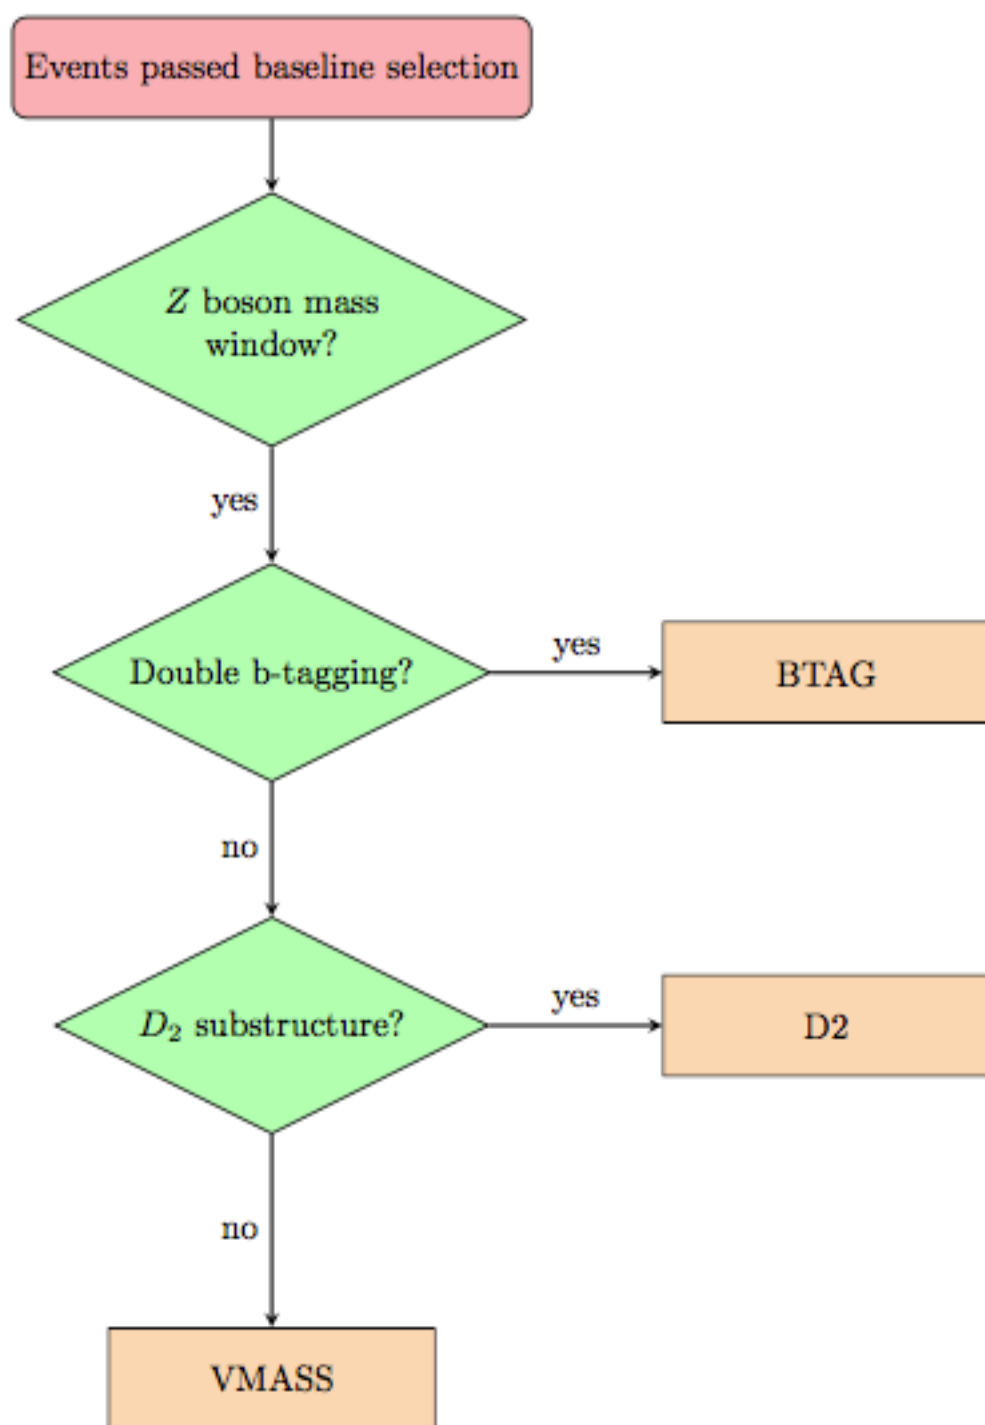 Events passed baseline selection
Z boson mass
window?
yes
Double b-tagging?
yes
BTAG
no
D₂ substructure?
yes
D2
no
VMASS